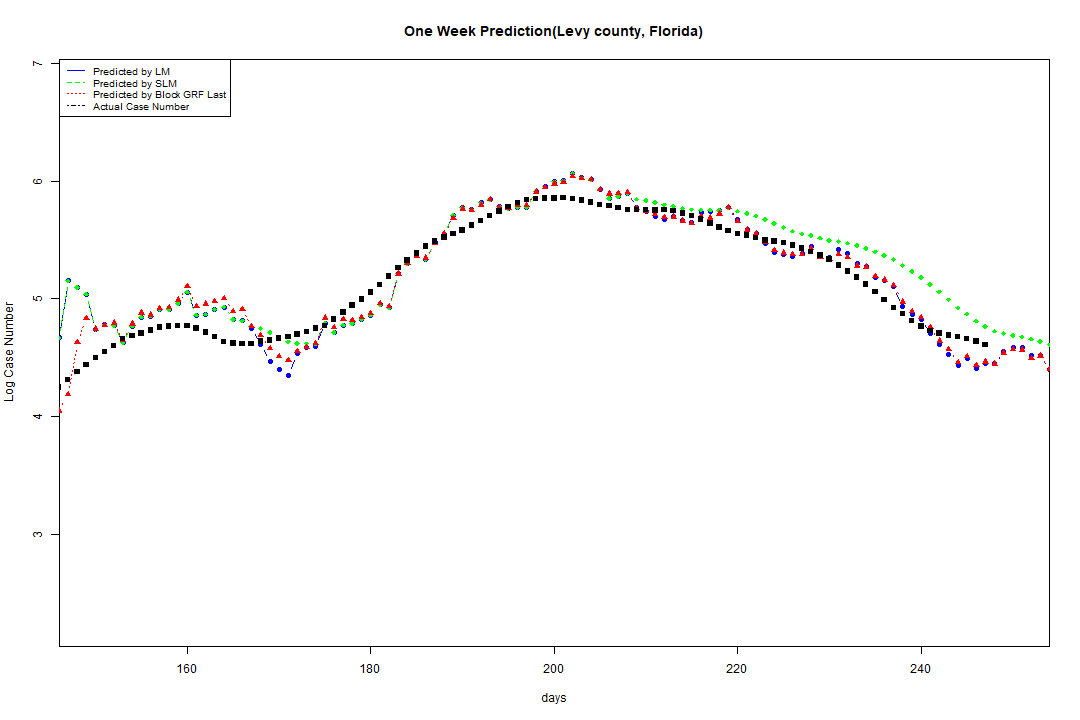 One Week Prediction(Levy county, Florida)
Predicted by LM
Predicted by SLM
Predicted by Block GRF Last
Actual Case Number
Log Case Number
7
6
5
4
3
160 180 200 220 240
days